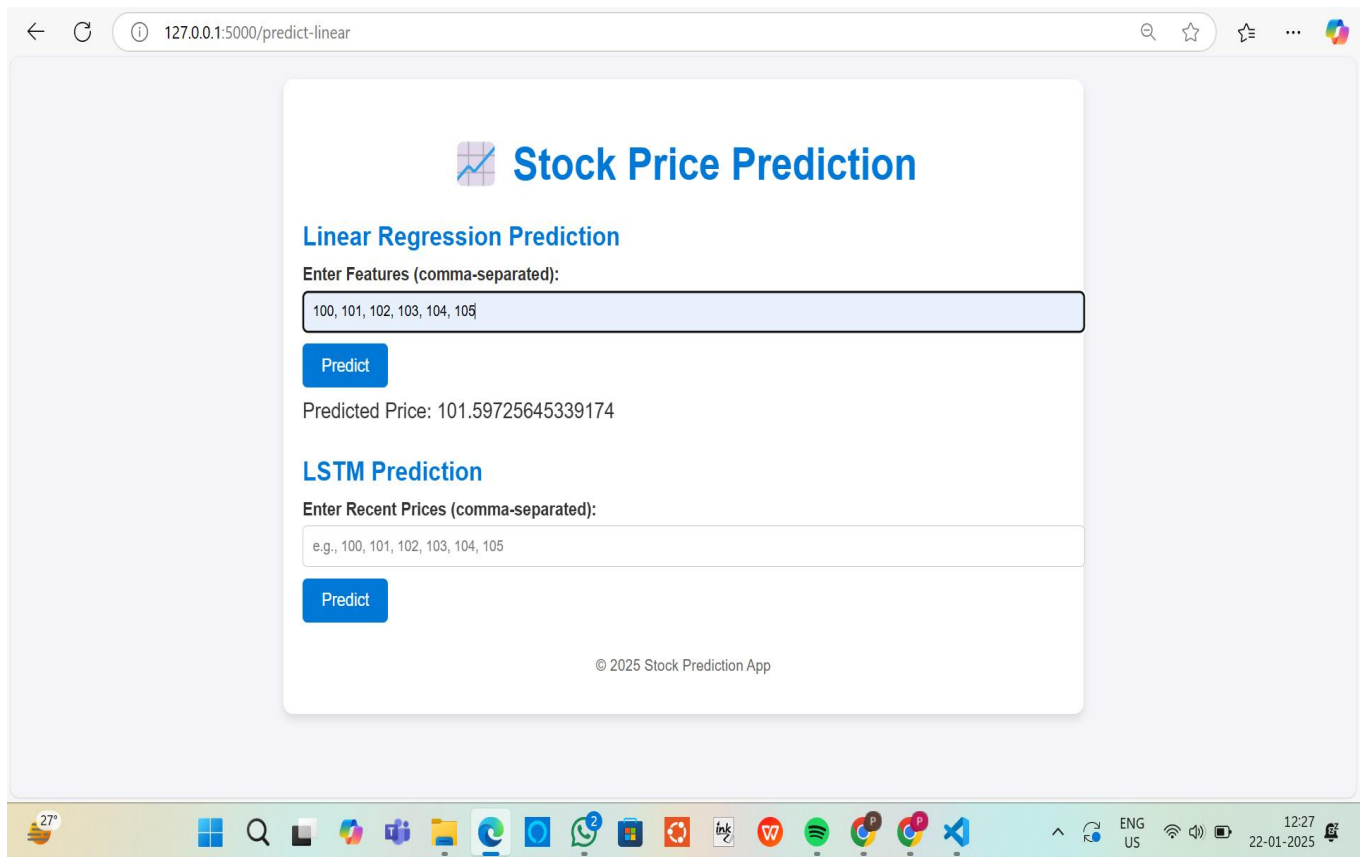 127.0.0.1:5000/predict-linear
Stock Price Prediction
Linear Regression Prediction
Enter Features (comma-separated):
100, 101, 102, 103, 104, 105
Predict
Predicted Price: 101.59725645339174
LSTM Prediction
Enter Recent Prices (comma-separated):
e.g., 100, 101, 102, 103, 104, 105
Predict
© 2025 Stock Prediction App
27°
2
ink
W
P
P
ENG
US
12:27
22-01-2025